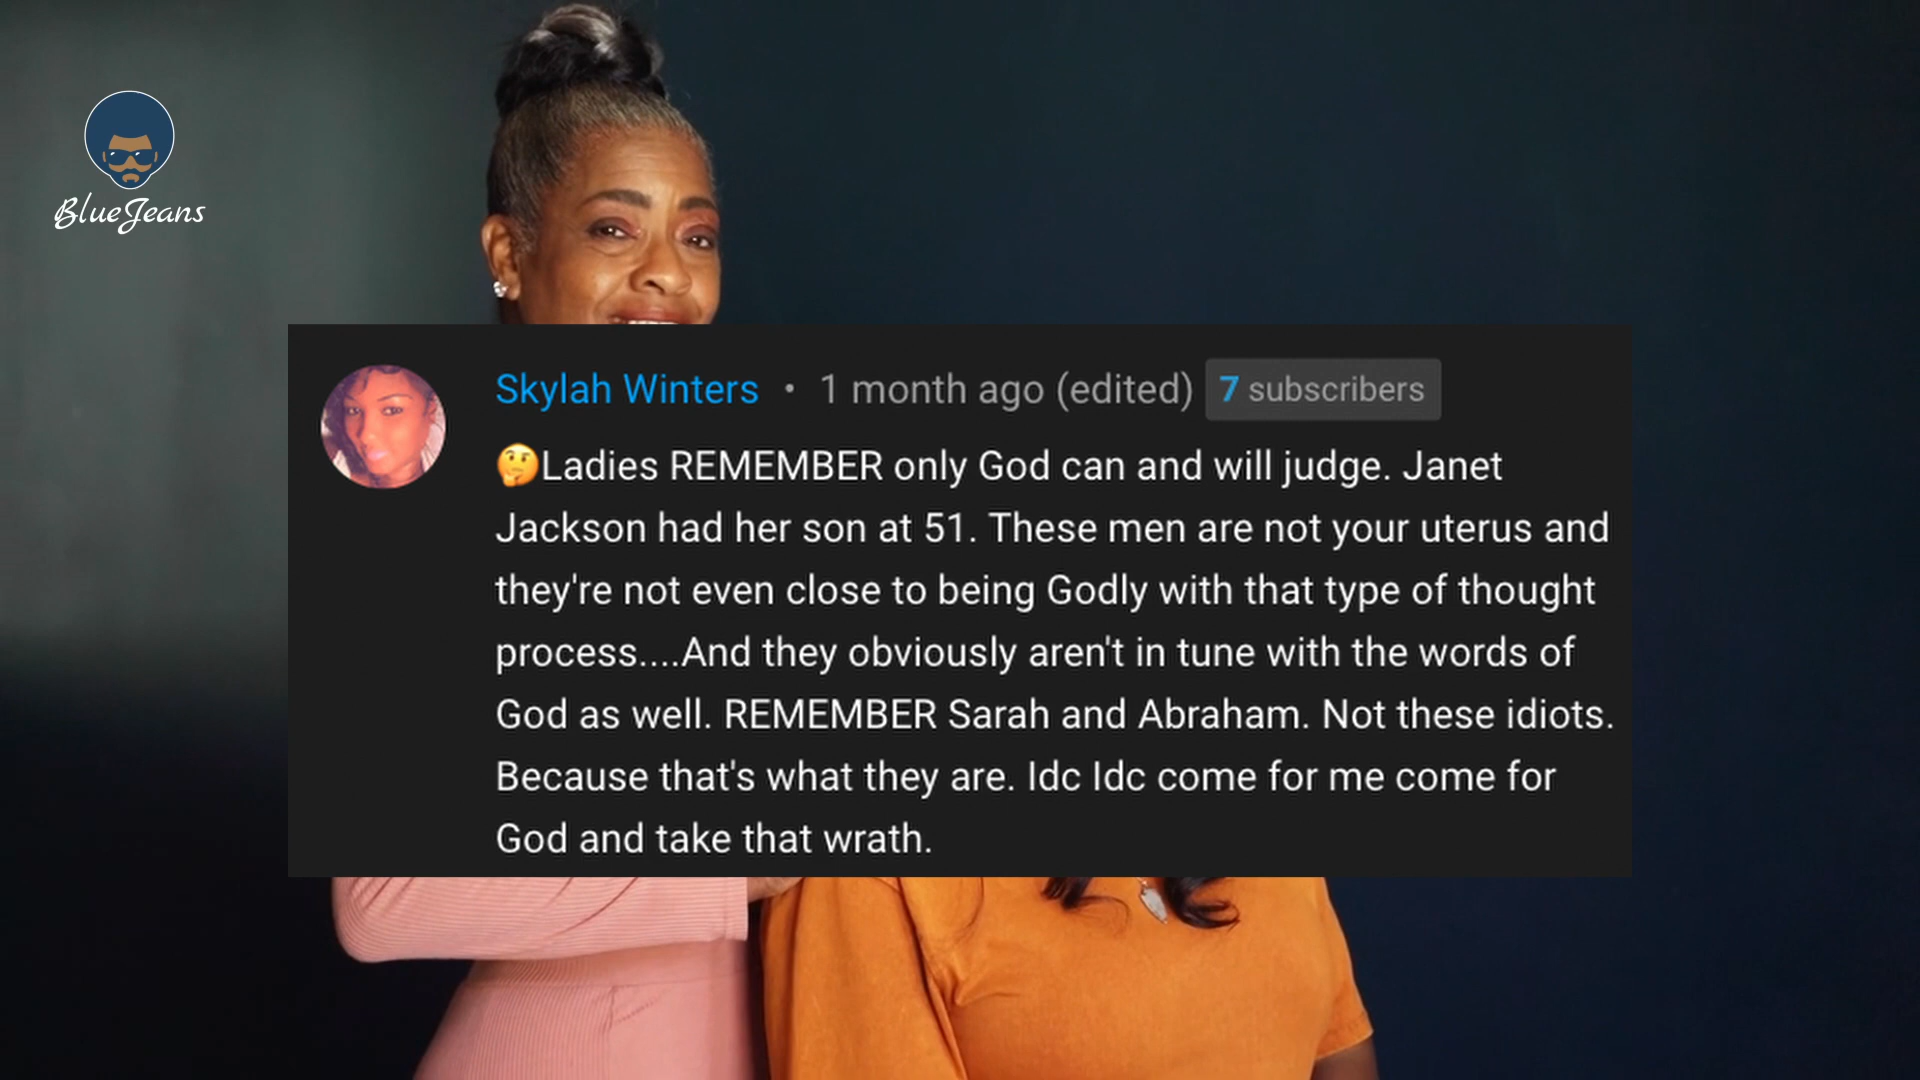 BlueJeans
Skylah Winters • 1 month ago (edited) 7 subscribers
🤔Ladies REMEMBER only God can and will judge. Janet
Jackson had her son at 51. These men are not your uterus and
they're not even close to being Godly with that type of thought
process....And they obviously aren't in tune with the words of
God as well. REMEMBER Sarah and Abraham. Not these idiots.
Because that's what they are. Idc Idc come for me come for
God and take that wrath.